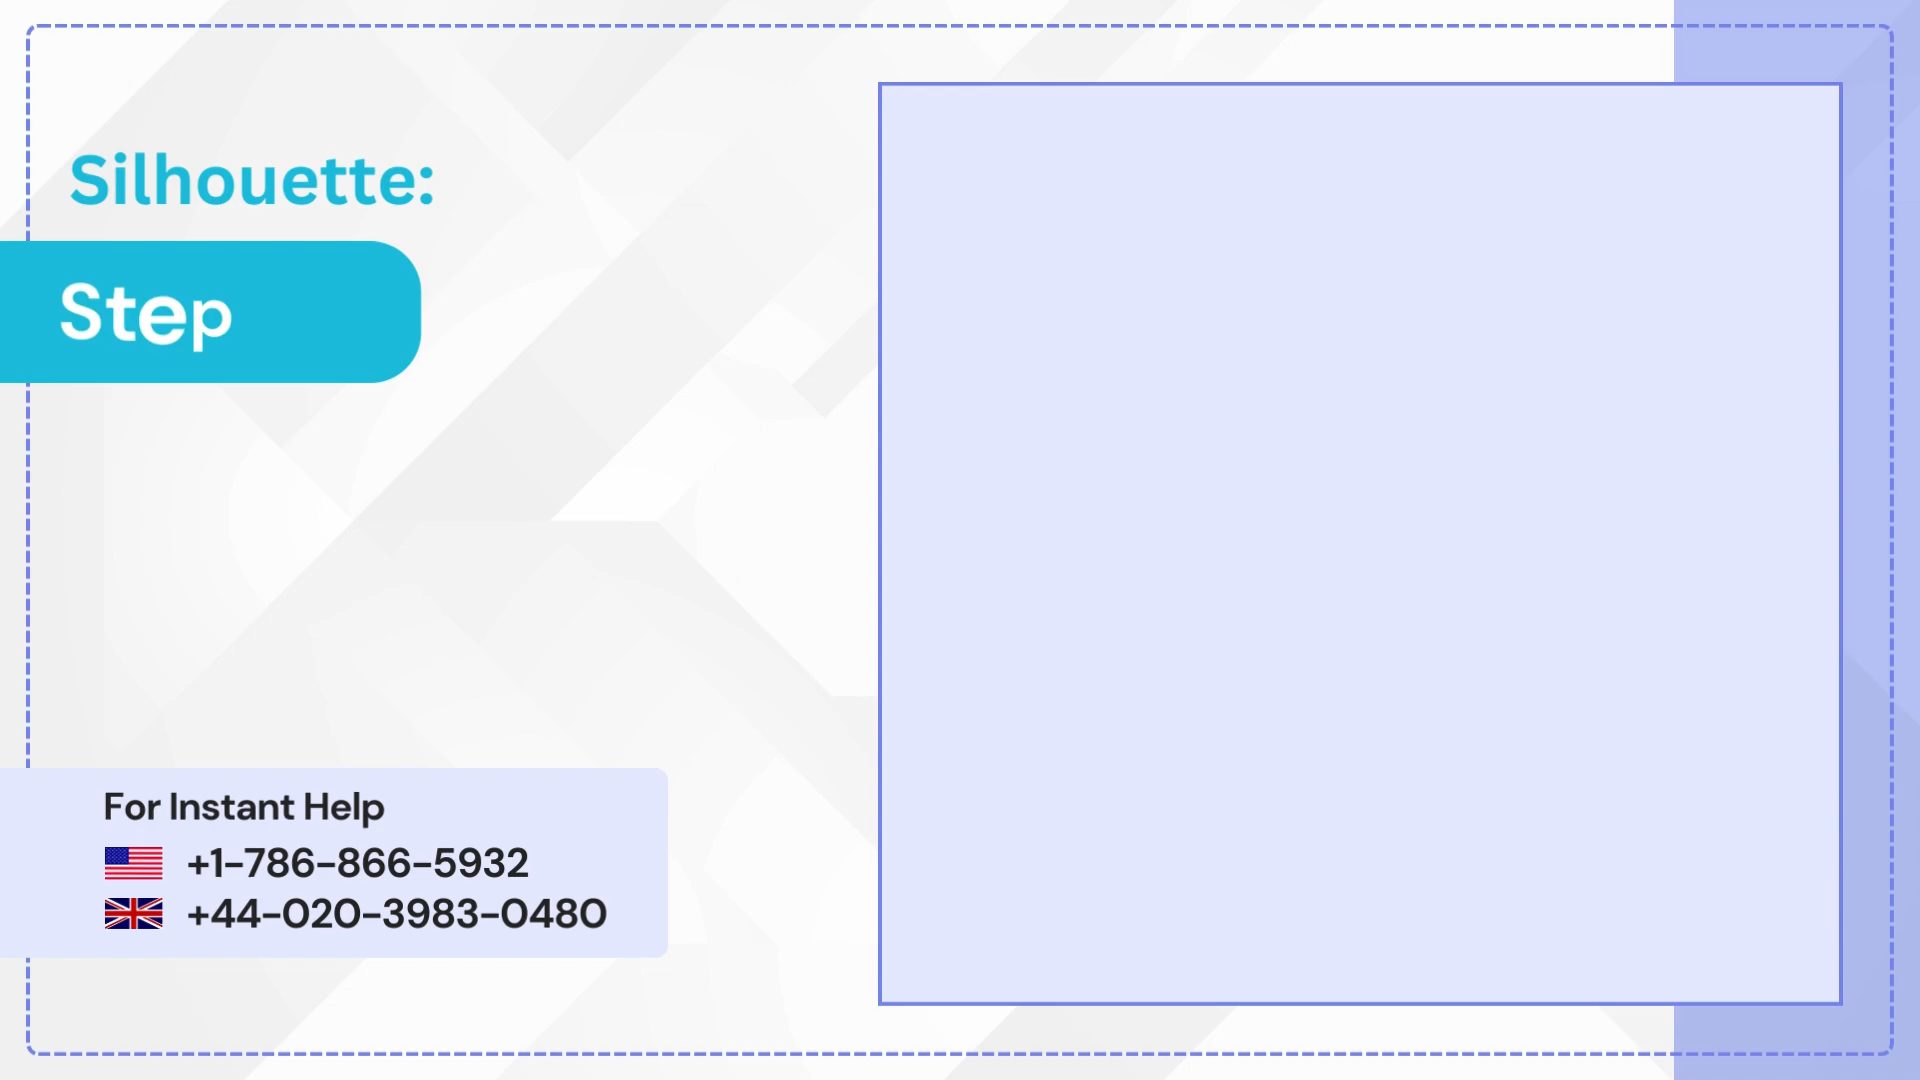 Silhouette:
Step
For Instant Help
+1-786-866-5932
+44-020-3983-0480